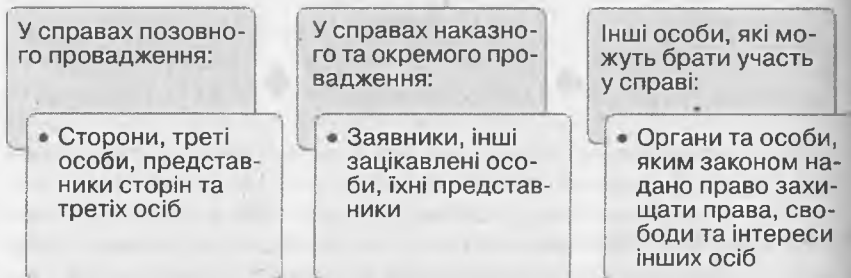 У справах позовно-
го провадження:
• Сторони, треті
особи, представ-
ники сторін та
третіх осіб
У справах наказно-
го та окремого про-
вадження:
• Заявники, інші
зацікавлені осо-
би, їхні представ-
ники
Інші особи, які мо-
жуть брати участь
у справі:
• Органи та особи,
яким законом на-
дано право захи-
щати права, сво-
боди та інтереси
інших осіб